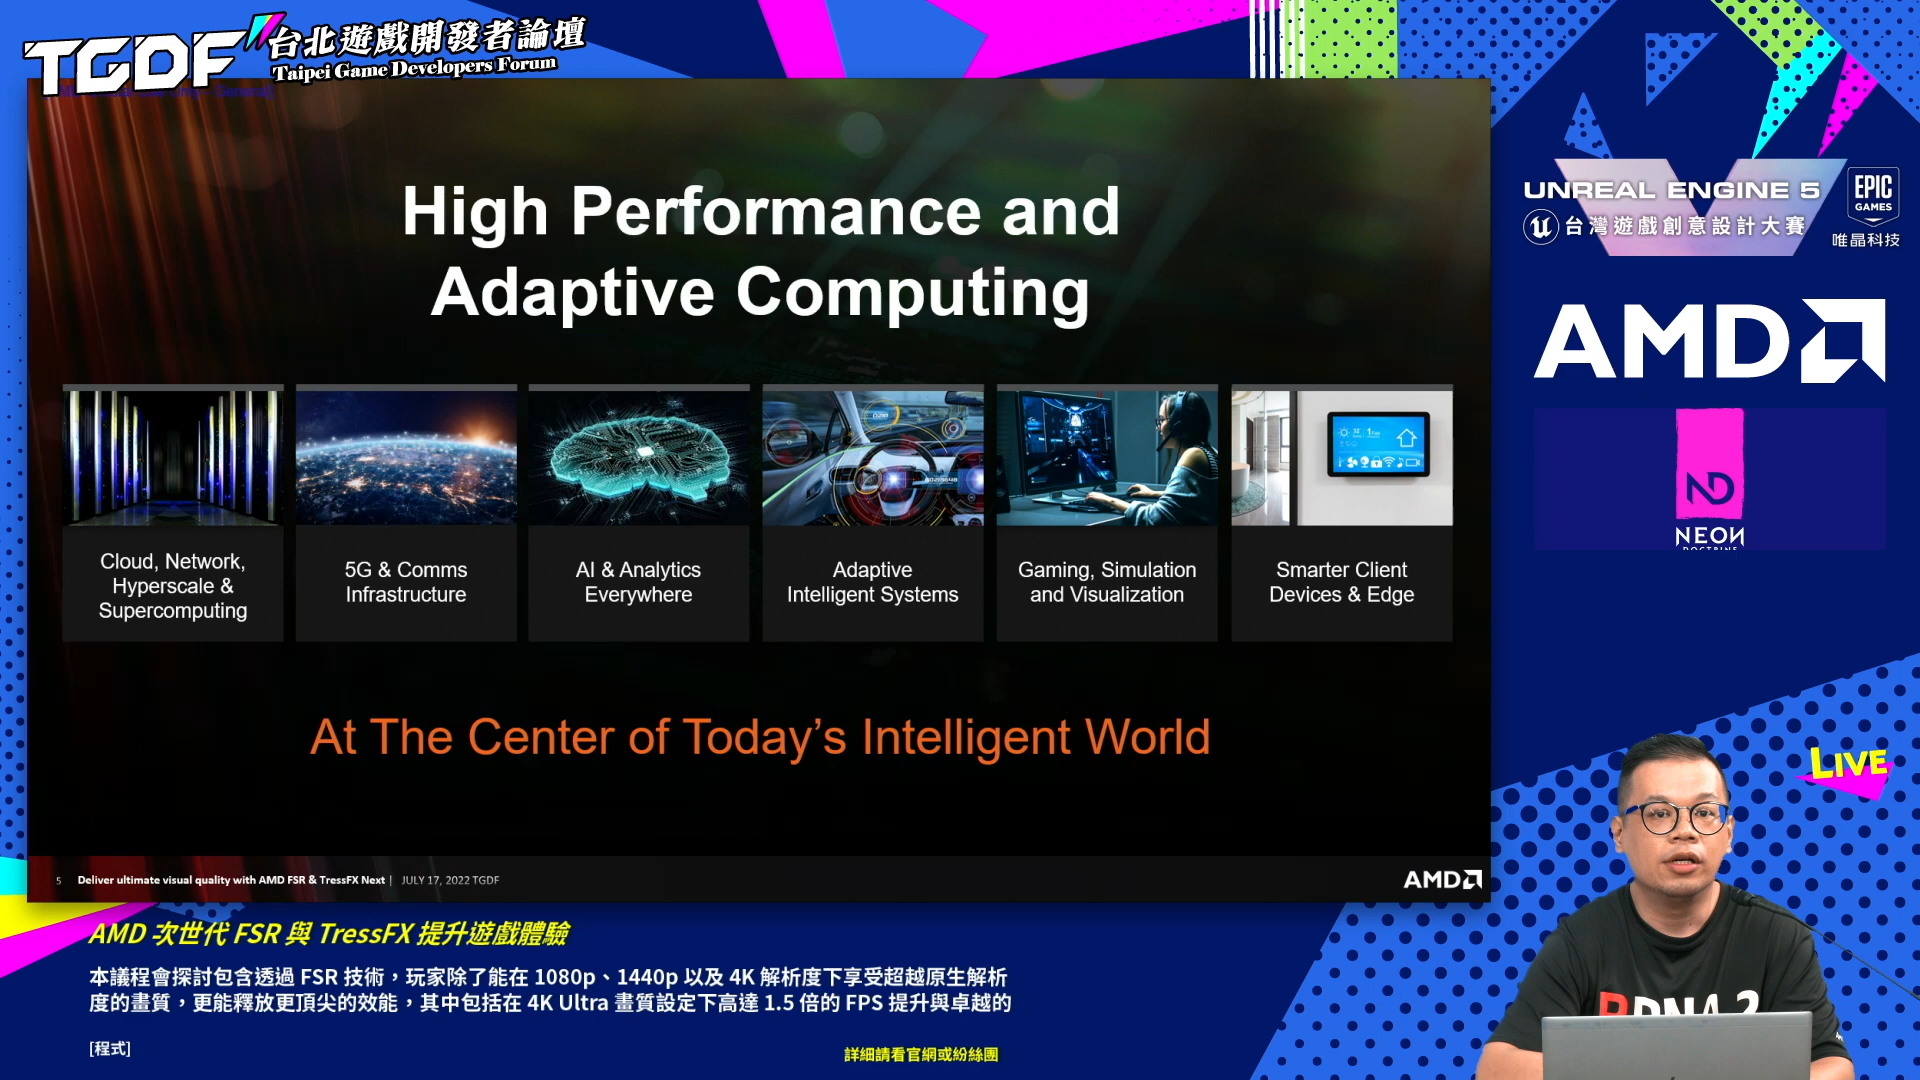 TGDF 台北遊戲開發者論壇
Taipei Game Developers Forum
High Performance and
Adaptive Computing
Cloud, Network,
Hyperscale &
Supercomputing
5G & Comms
Infrastructure
AI & Analytics
Everywhere
Adaptive
Intelligent Systems
Gaming, Simulation
and Visualization
Smarter Client
Devices & Edge
At The Center of Today’s Intelligent World
5 Deliver ultimate visual quality with AMD FSR & TressFX Next | JULY 17, 2022 TGDF
AMD
UNREAL ENGINE 5
台灣遊戲創意設計大賽
EPIC
GAMES
唯晶科技
AMD
ND
NEON
DOCTRINE
LIVE
RDNA 2
AMD 次世代 FSR 與 TressFX 提升遊戲體驗
本議程會探討包含透過 FSR 技術，玩家除了能在 1080p、1440p 以及 4K 解析度下享受超越原生解析
度的畫質，更能釋放更頂尖的效能，其中包括在 4K Ultra 畫質設定下高達 1.5 倍的 FPS 提升與卓越的
[程式]
詳細請看官網或紛絲團